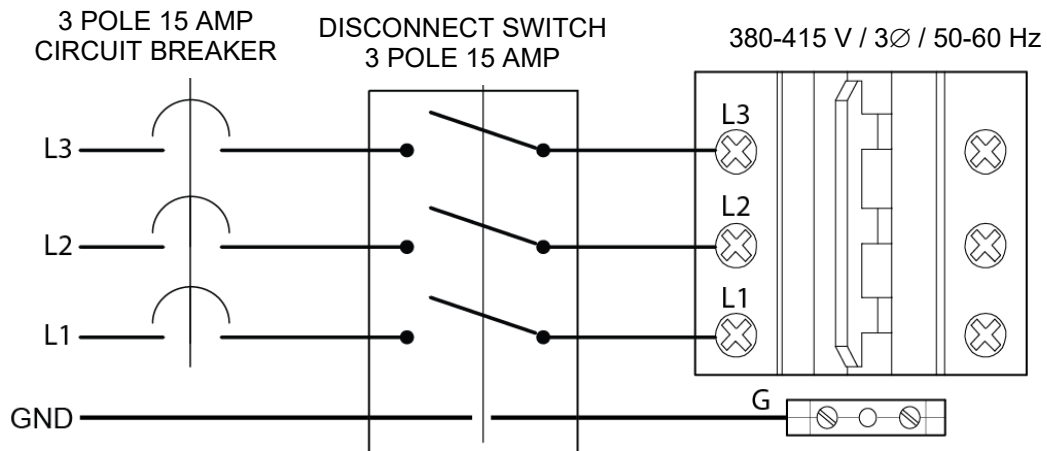 3 POLE 15 AMP
CIRCUIT BREAKER
DISCONNECT SWITCH
3 POLE 15 AMP
380-415 V / 3∅ / 50-60 Hz
L3
L3
L2
L2
L1
L1
GND
G